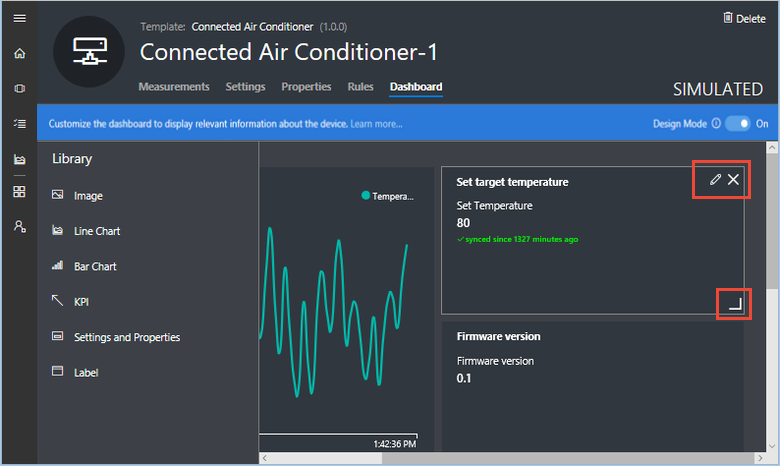 Template: Connected Air Conditioner (1.0.0)
Delete
Connected Air Conditioner-1
Measurements Settings Properties Rules Dashboard
SIMULATED
Customize the dashboard to display relevant information about the device. Learn more...
Design Mode On
Library
Image
Line Chart
Bar Chart
KPI
Settings and Properties
Label
Tempera...
1:42:36 PM
Set target temperature
Set Temperature
80
synced since 1327 minutes ago
Firmware version
Firmware version
0.1